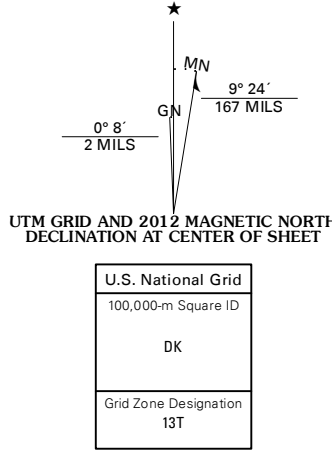 ★
MN
GN
9° 24´
167 MILS
0° 8´
2 MILS
UTM GRID AND 2012 MAGNETIC NORTH
DECLINATION AT CENTER OF SHEET
U.S. National Grid
100,000-m Square ID
DK
Grid Zone Designation
13T